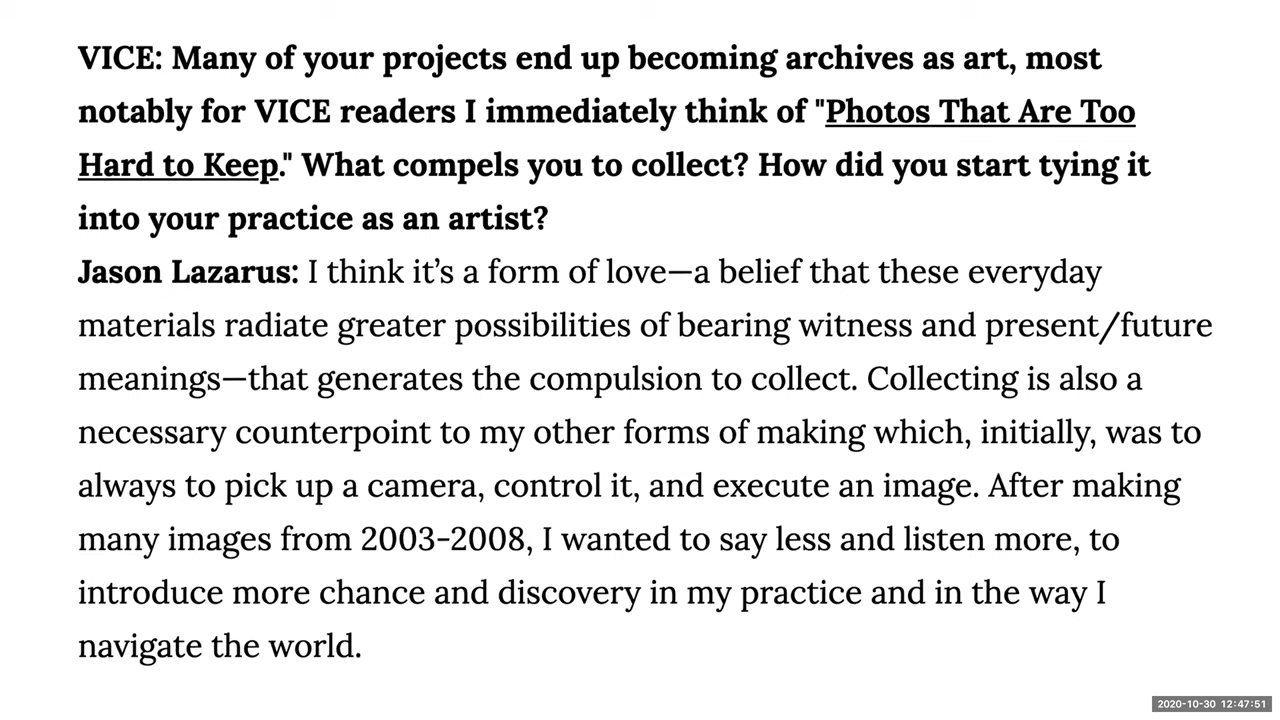 VICE: Many of your projects end up becoming archives as art, most
notably for VICE readers I immediately think of "Photos That Are Too
Hard to Keep." What compels you to collect? How did you start tying it
into your practice as an artist?
Jason Lazarus: I think it’s a form of love—a belief that these everyday
materials radiate greater possibilities of bearing witness and present/future
meanings—that generates the compulsion to collect. Collecting is also a
necessary counterpoint to my other forms of making which, initially, was to
always to pick up a camera, control it, and execute an image. After making
many images from 2003-2008, I wanted to say less and listen more, to
introduce more chance and discovery in my practice and in the way I
navigate the world.
2020-10-30 12:47:51